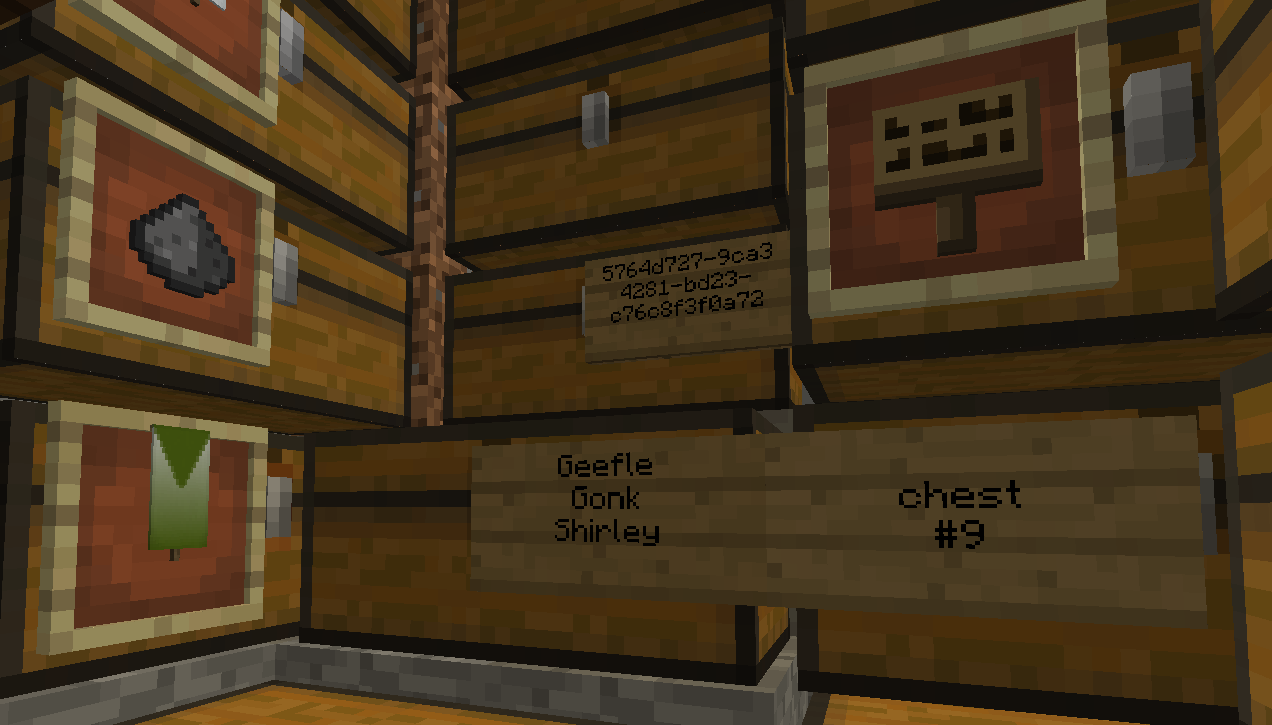 5764d727-9ca3
4281-bd23-
c76c8f3f0a72
Geefle
Gonk
Shirley
chest
#9